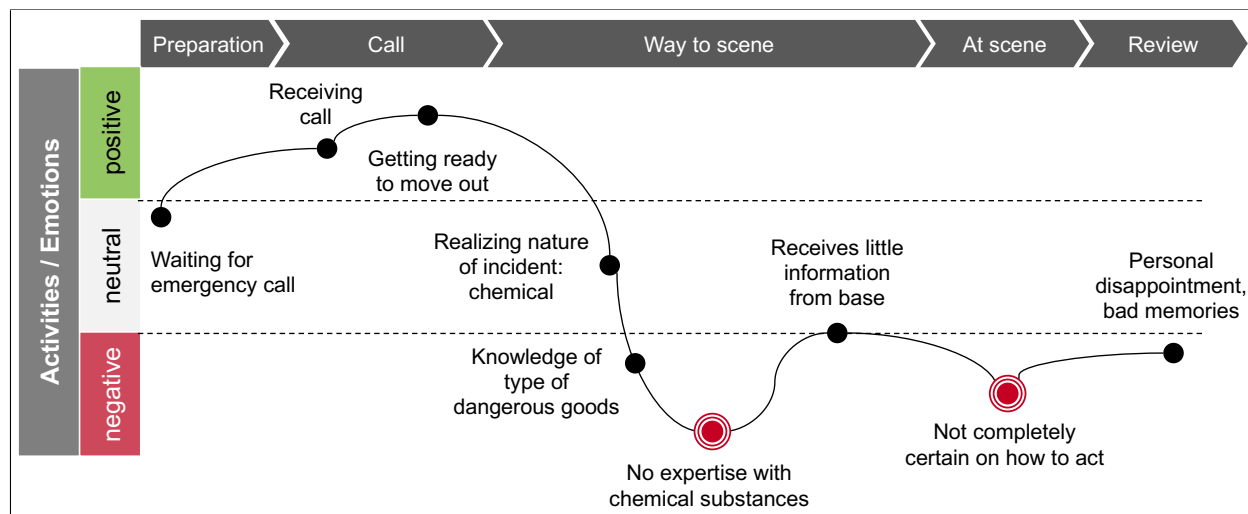 Preparation
Call
Way to scene
At scene
Review
Activities / Emotions
positive
neutral
negative
Receiving
call
Getting ready
to move out
Waiting for
emergency call
Realizing nature
of incident:
chemical
Receives little
information
from base
Personal
disappointment,
bad memories
Knowledge of
type of
dangerous goods
No expertise with
chemical substances
Not completely
certain on how to act